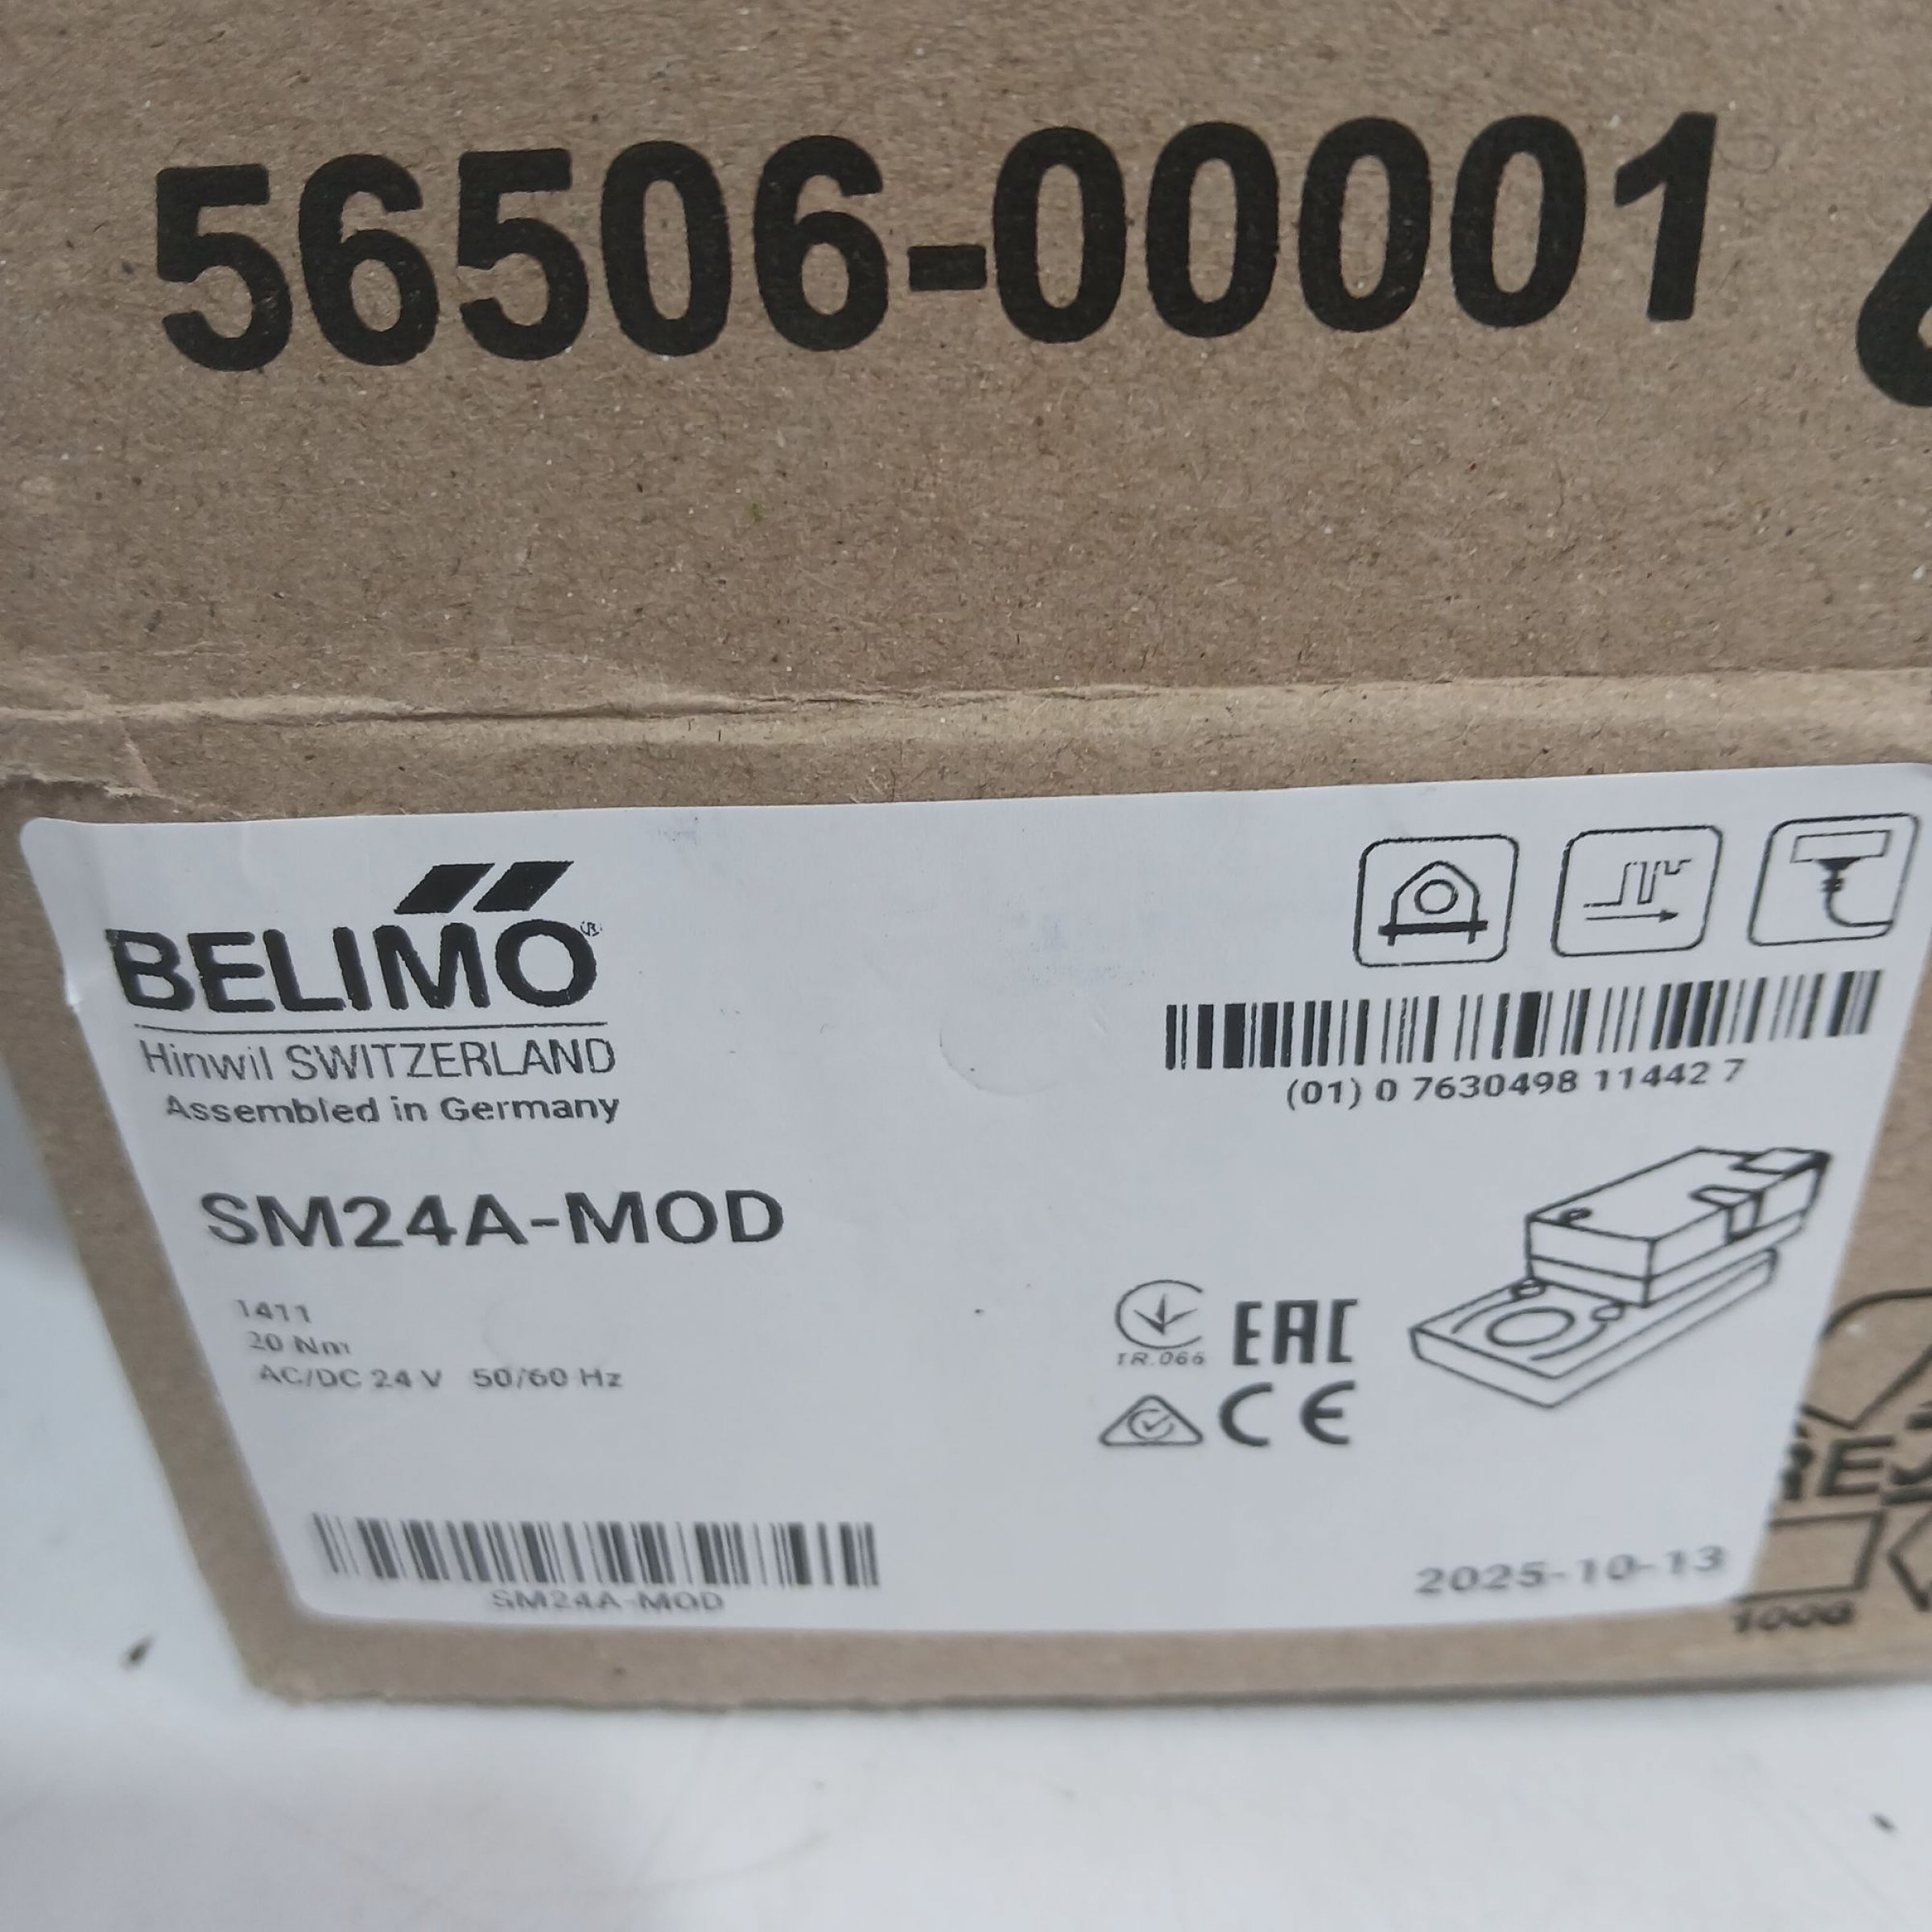 56506-00001
BELIMO®
Hinwil SWITZERLAND
Assembled in Germany
(01) 0 7630498 11442 7
SM24A-MOD
1411
20 Nm
AC/DC 24 V 50/60 Hz
TR.066
EAC
CE
SM24A-MOD
2025-10-13